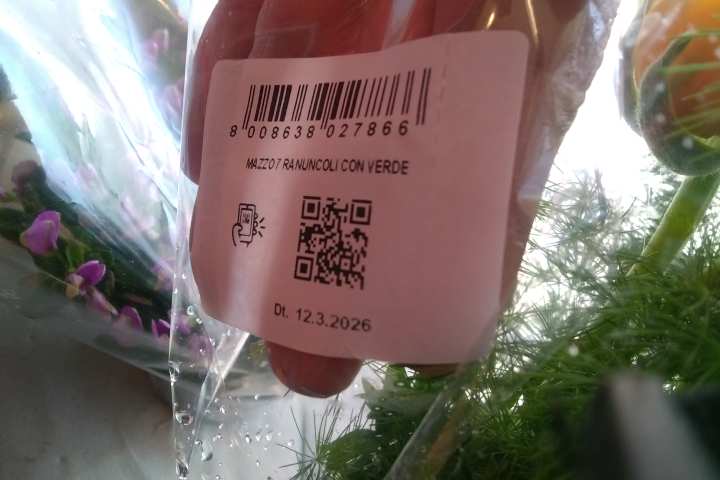 8 008638 027866
MAZZO 7 RANUNCOLI CON VERDE
Dt. 12.3.2026